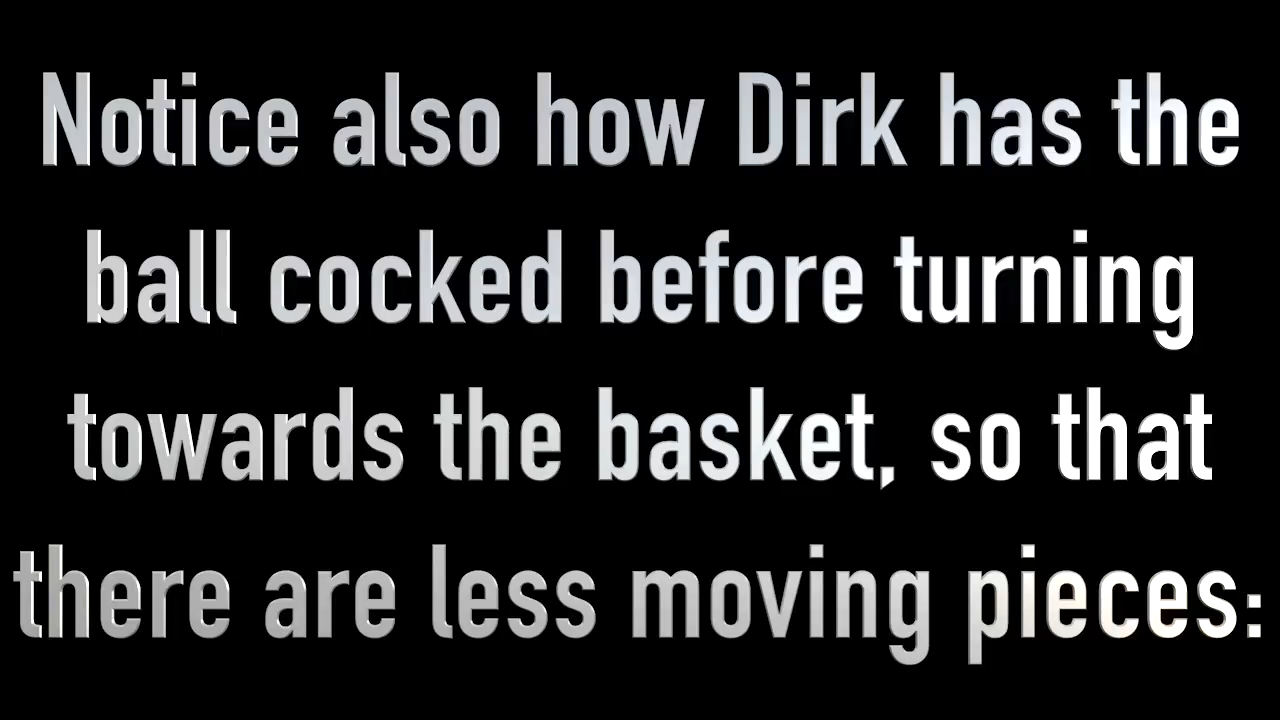 Notice also how Dirk has the
ball cocked before turning
towards the basket, so that
there are less moving pieces: